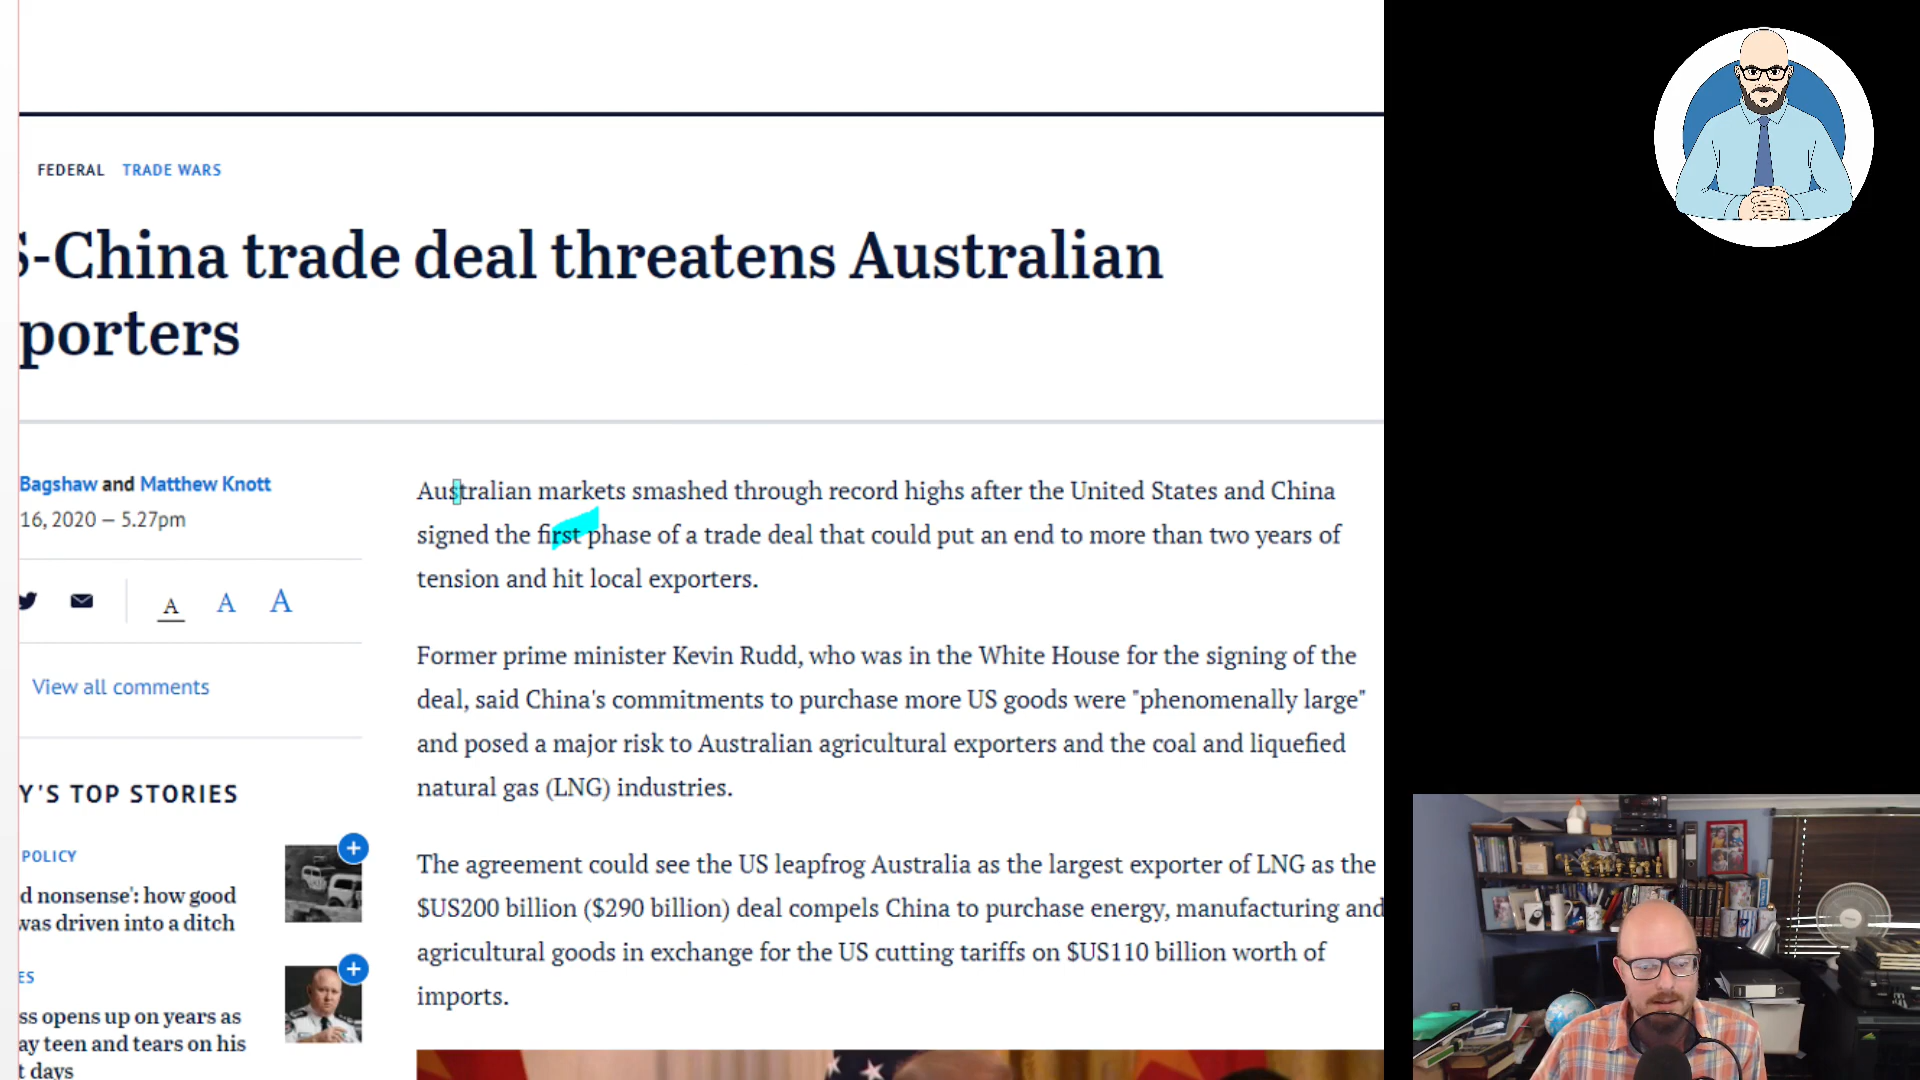 FEDERAL TRADE WARS
S-China trade deal threatens Australian
porters
Bagshaw and Matthew Knott
16, 2020 — 5.27pm
A A A
View all comments
Y'S TOP STORIES
POLICY
d nonsense': how good
was driven into a ditch
ES
ss opens up on years as
ay teen and tears on his
t days
Australian markets smashed through record highs after the United States and China
signed the first phase of a trade deal that could put an end to more than two years of
tension and hit local exporters.
Former prime minister Kevin Rudd, who was in the White House for the signing of the
deal, said China's commitments to purchase more US goods were "phenomenally large"
and posed a major risk to Australian agricultural exporters and the coal and liquefied
natural gas (LNG) industries.
The agreement could see the US leapfrog Australia as the largest exporter of LNG as the
$US200 billion ($290 billion) deal compels China to purchase energy, manufacturing and
agricultural goods in exchange for the US cutting tariffs on $US110 billion worth of
imports.